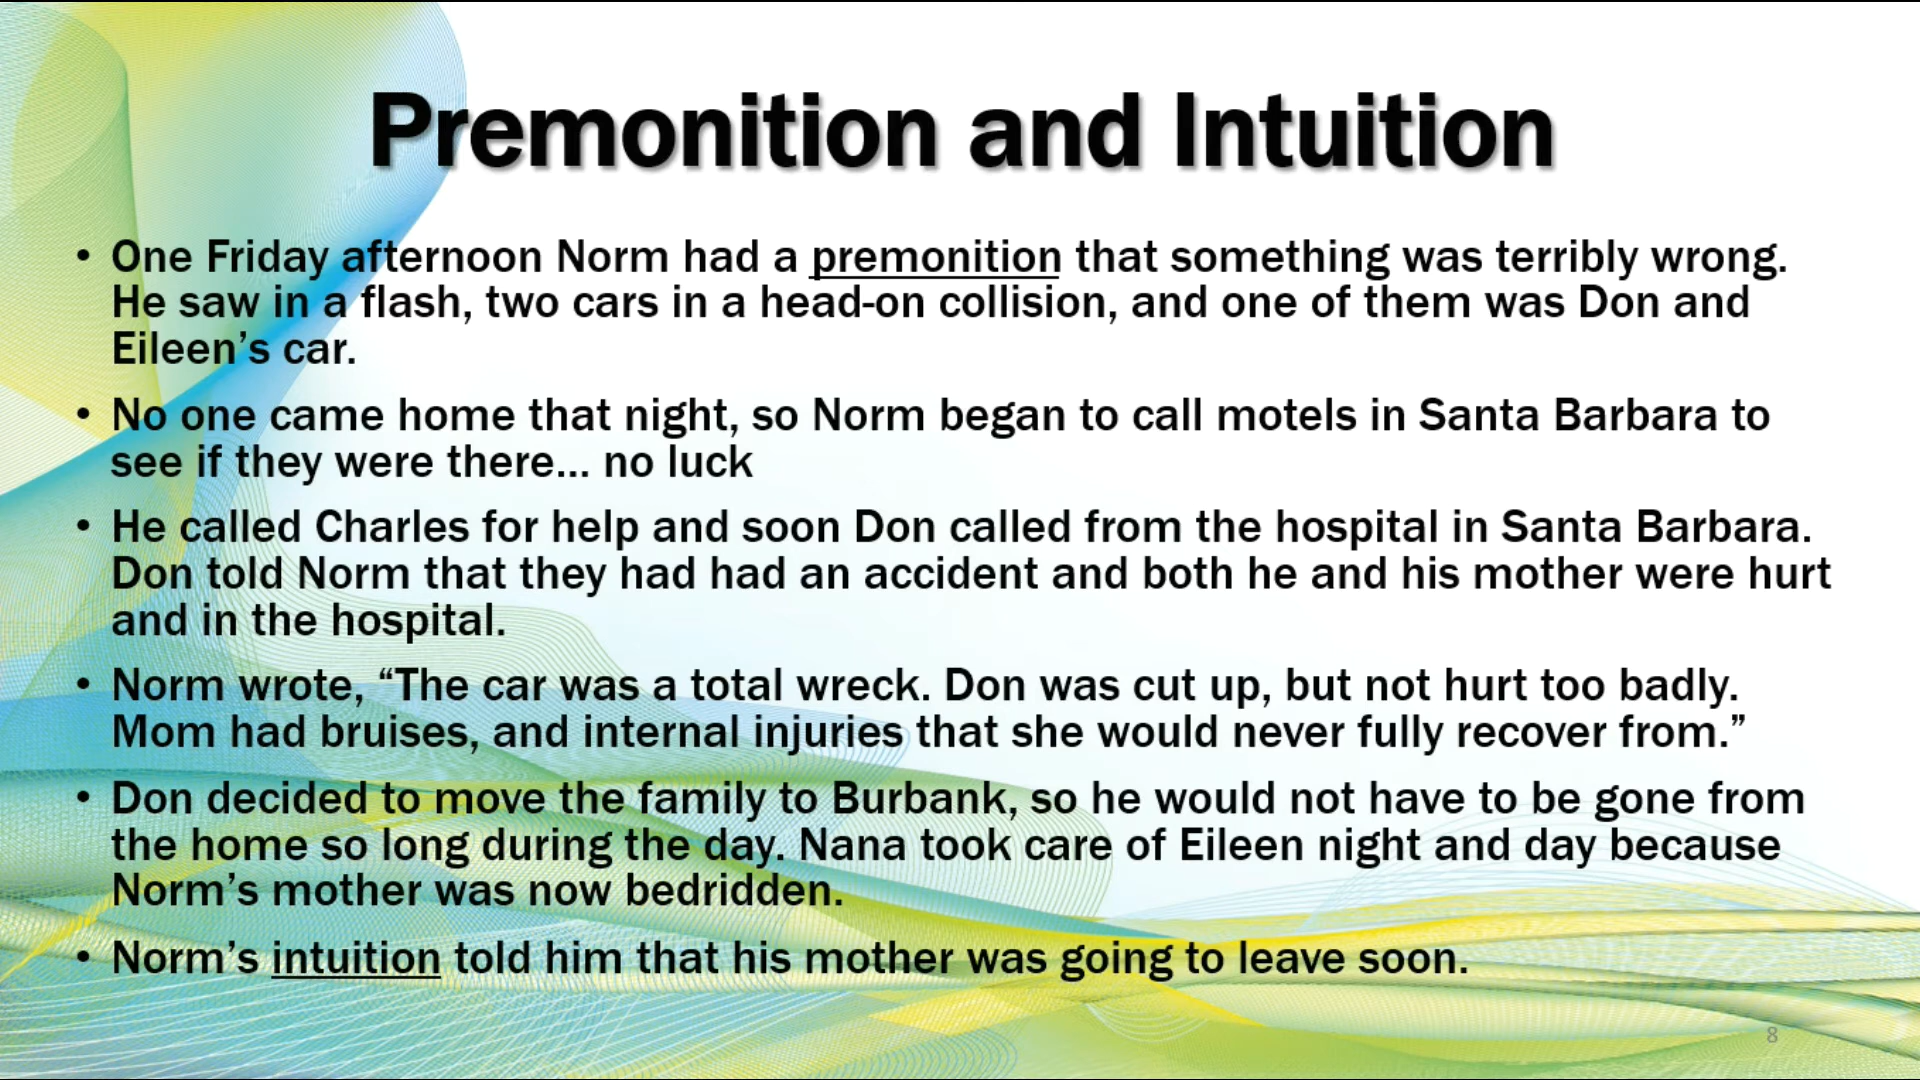 Premonition and Intuition
• One Friday afternoon Norm had a premonition that something was terribly wrong.
He saw in a flash, two cars in a head-on collision, and one of them was Don and
Eileen’s car.
• No one came home that night, so Norm began to call motels in Santa Barbara to
see if they were there... no luck
• He called Charles for help and soon Don called from the hospital in Santa Barbara.
Don told Norm that they had had an accident and both he and his mother were hurt
and in the hospital.
• Norm wrote, “The car was a total wreck. Don was cut up, but not hurt too badly.
Mom had bruises, and internal injuries that she would never fully recover from.”
• Don decided to move the family to Burbank, so he would not have to be gone from
the home so long during the day. Nana took care of Eileen night and day because
Norm’s mother was now bedridden.
• Norm’s intuition told him that his mother was going to leave soon.
8